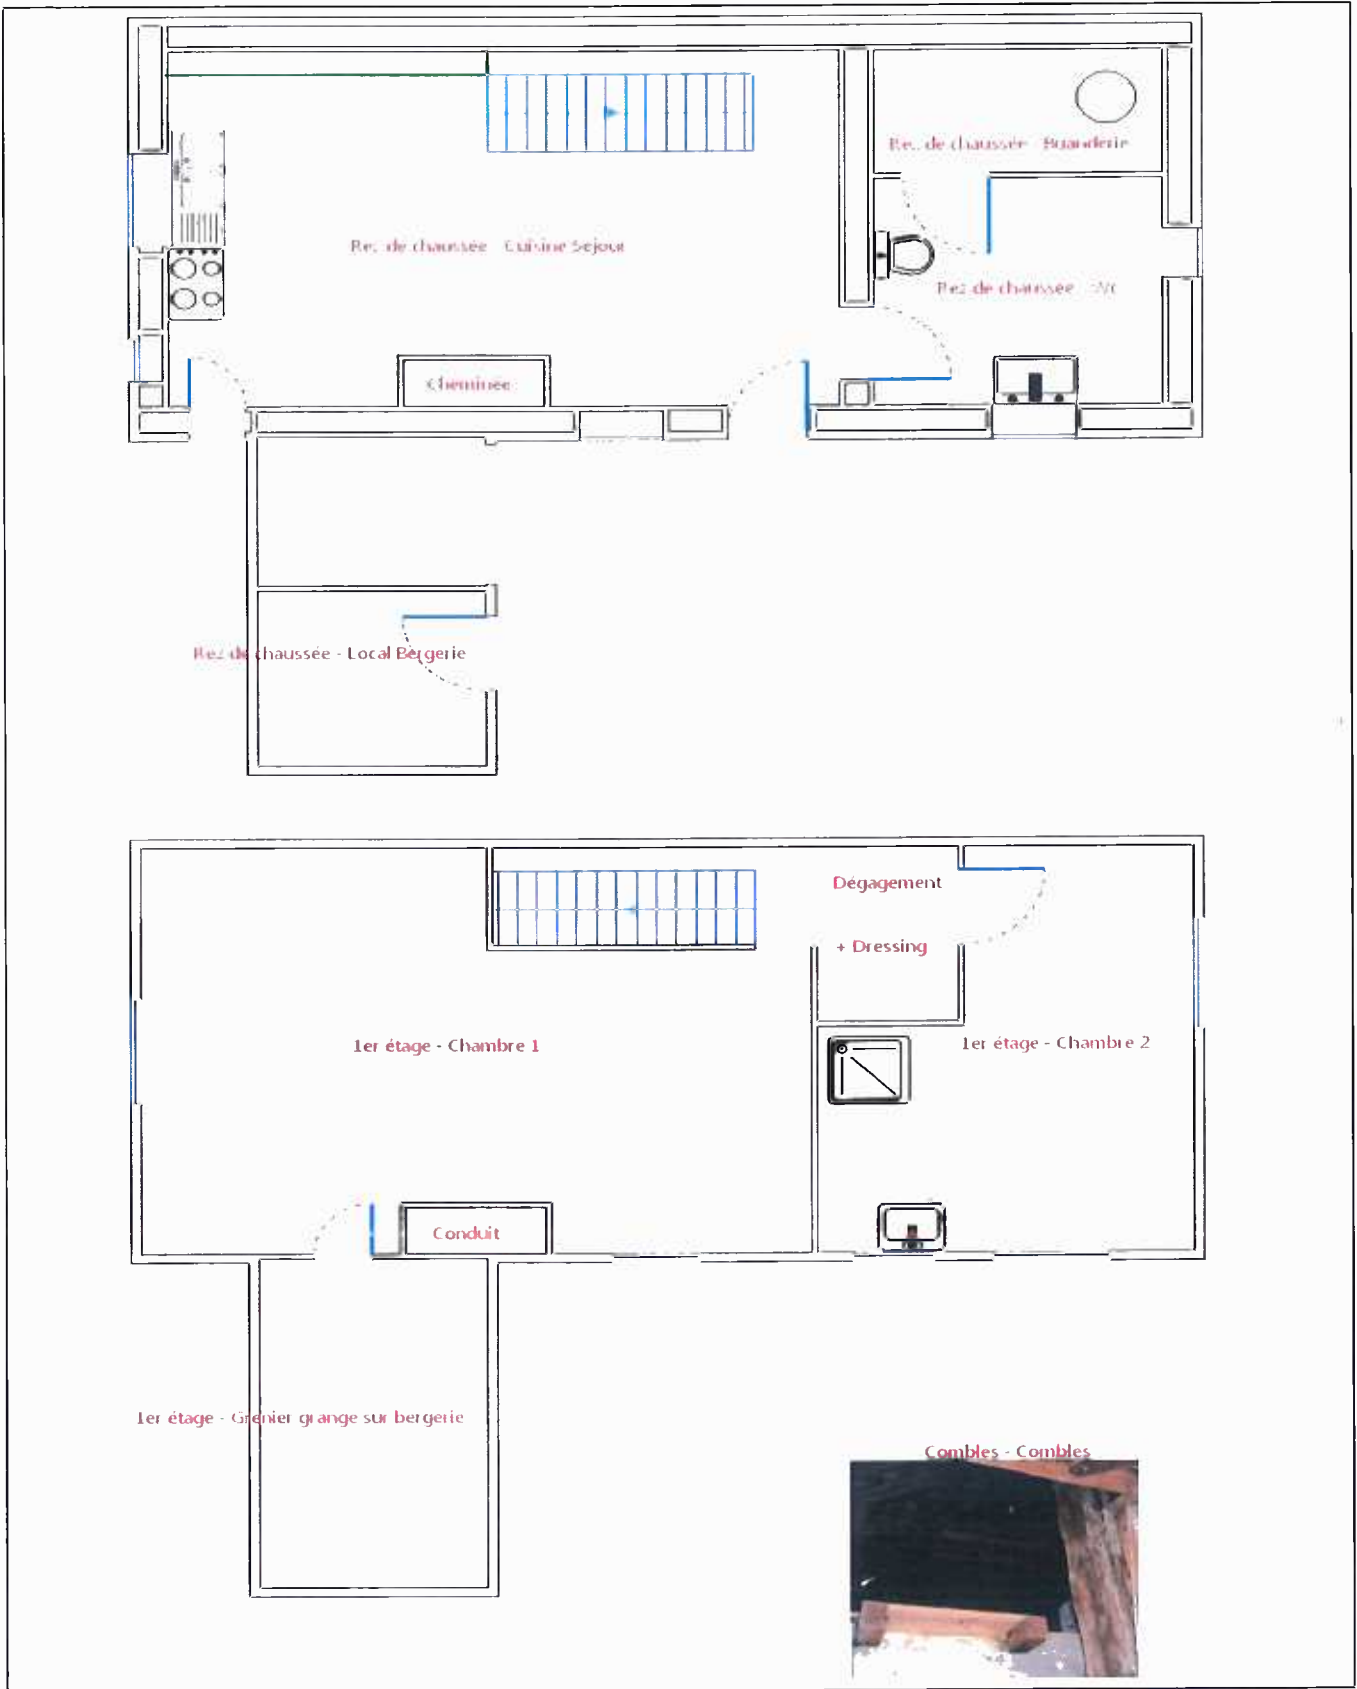 Rez de chaussée - Buanderie
Rez de chaussée - Cuisine Sejour
Rez de chaussée - WC
Cheminée
Rez de chaussée - Local Bergerie
Dégagement
+ Dressing
1er étage - Chambre 1
1er étage - Chambre 2
Conduit
1er étage - Grenier grange sur bergerie
Combles - Combles